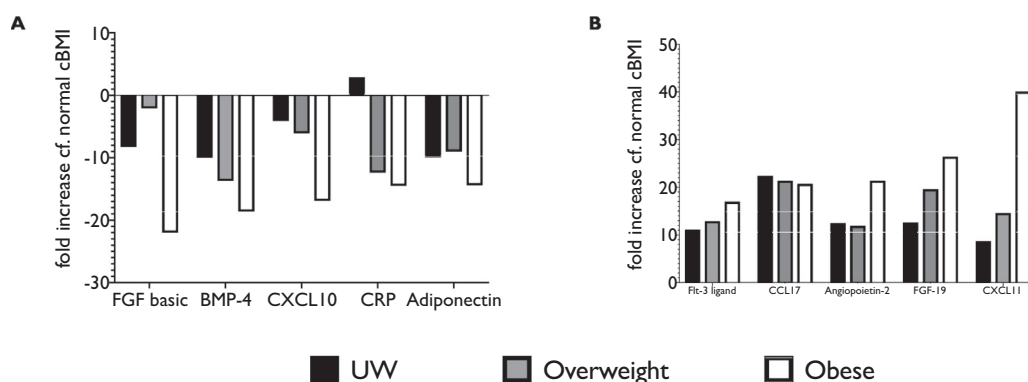 A
fold increase cf. normal cBMI
10
0
-10
-20
-30
FGF basic BMP-4 CXCL10 CRP Adiponectin
B
fold increase cf. normal cBMI
50
40
30
20
10
0
Flt-3 ligand CCL17 Angiopoietin-2 FGF-19 CXCL11
UW Overweight Obese